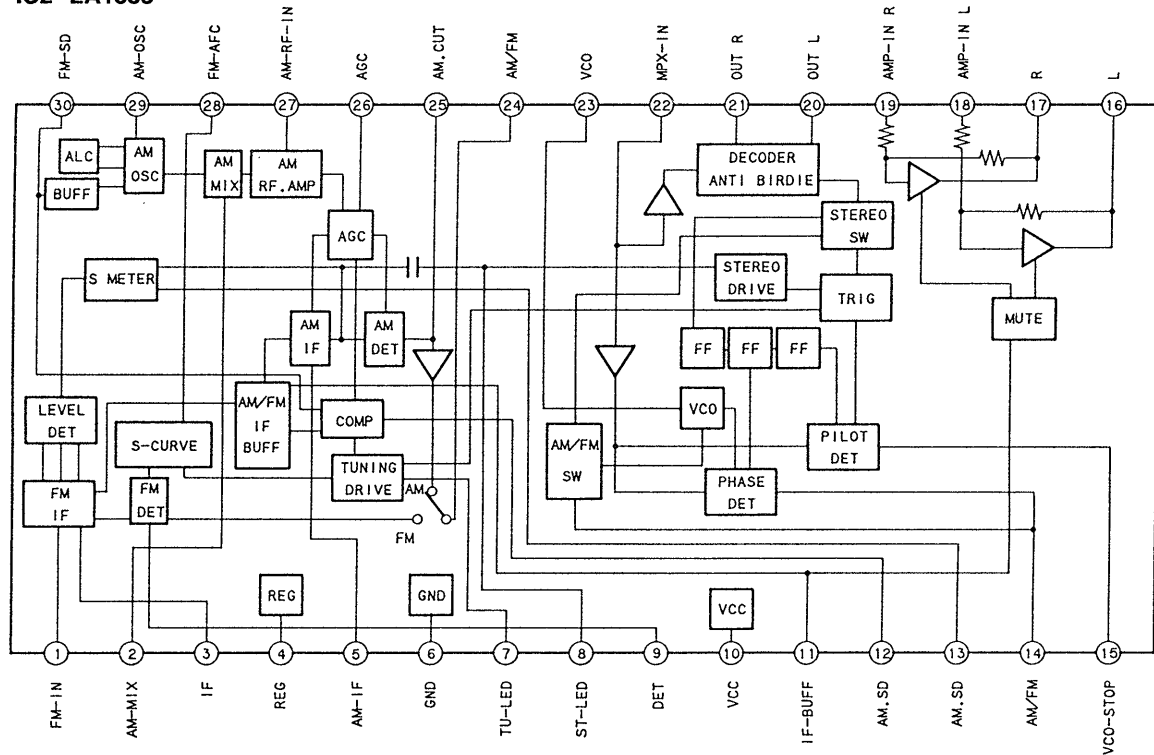 FM-SD
AM-OSC
FM-AFC
AM-RF-IN
AGC
AM.CUT
AM/FM
VCO
MPX-IN
OUT R
OUT L
AMP-IN R
AMP-IN L
R
L
30
29
28
27
26
25
24
23
22
21
20
19
18
17
16
ALC
AM
OSC
BUFF
AM
MIX
AM
RF.AMP
AGC
DECODER
ANTI BIRDIE
STEREO
SW
S METER
STEREO
DRIVE
TRIG
MUTE
AM
IF
AM
DET
FF
FF
FF
LEVEL
DET
S-CURVE
AM/FM
IF
BUFF
COMP
VCO
AM/FM
SW
PILOT
DET
FM
IF
FM
DET
TUNING
DRIVE
AM
FM
PHASE
DET
REG
GND
VCC
1
2
3
4
5
6
7
8
9
10
11
12
13
14
15
FM-IN
AM-MIX
IF
REG
AM-IF
GND
TU-LED
ST-LED
DET
VCC
IF-BUFF
AM.SD
AM.SD
AM/FM
VCO-STOP